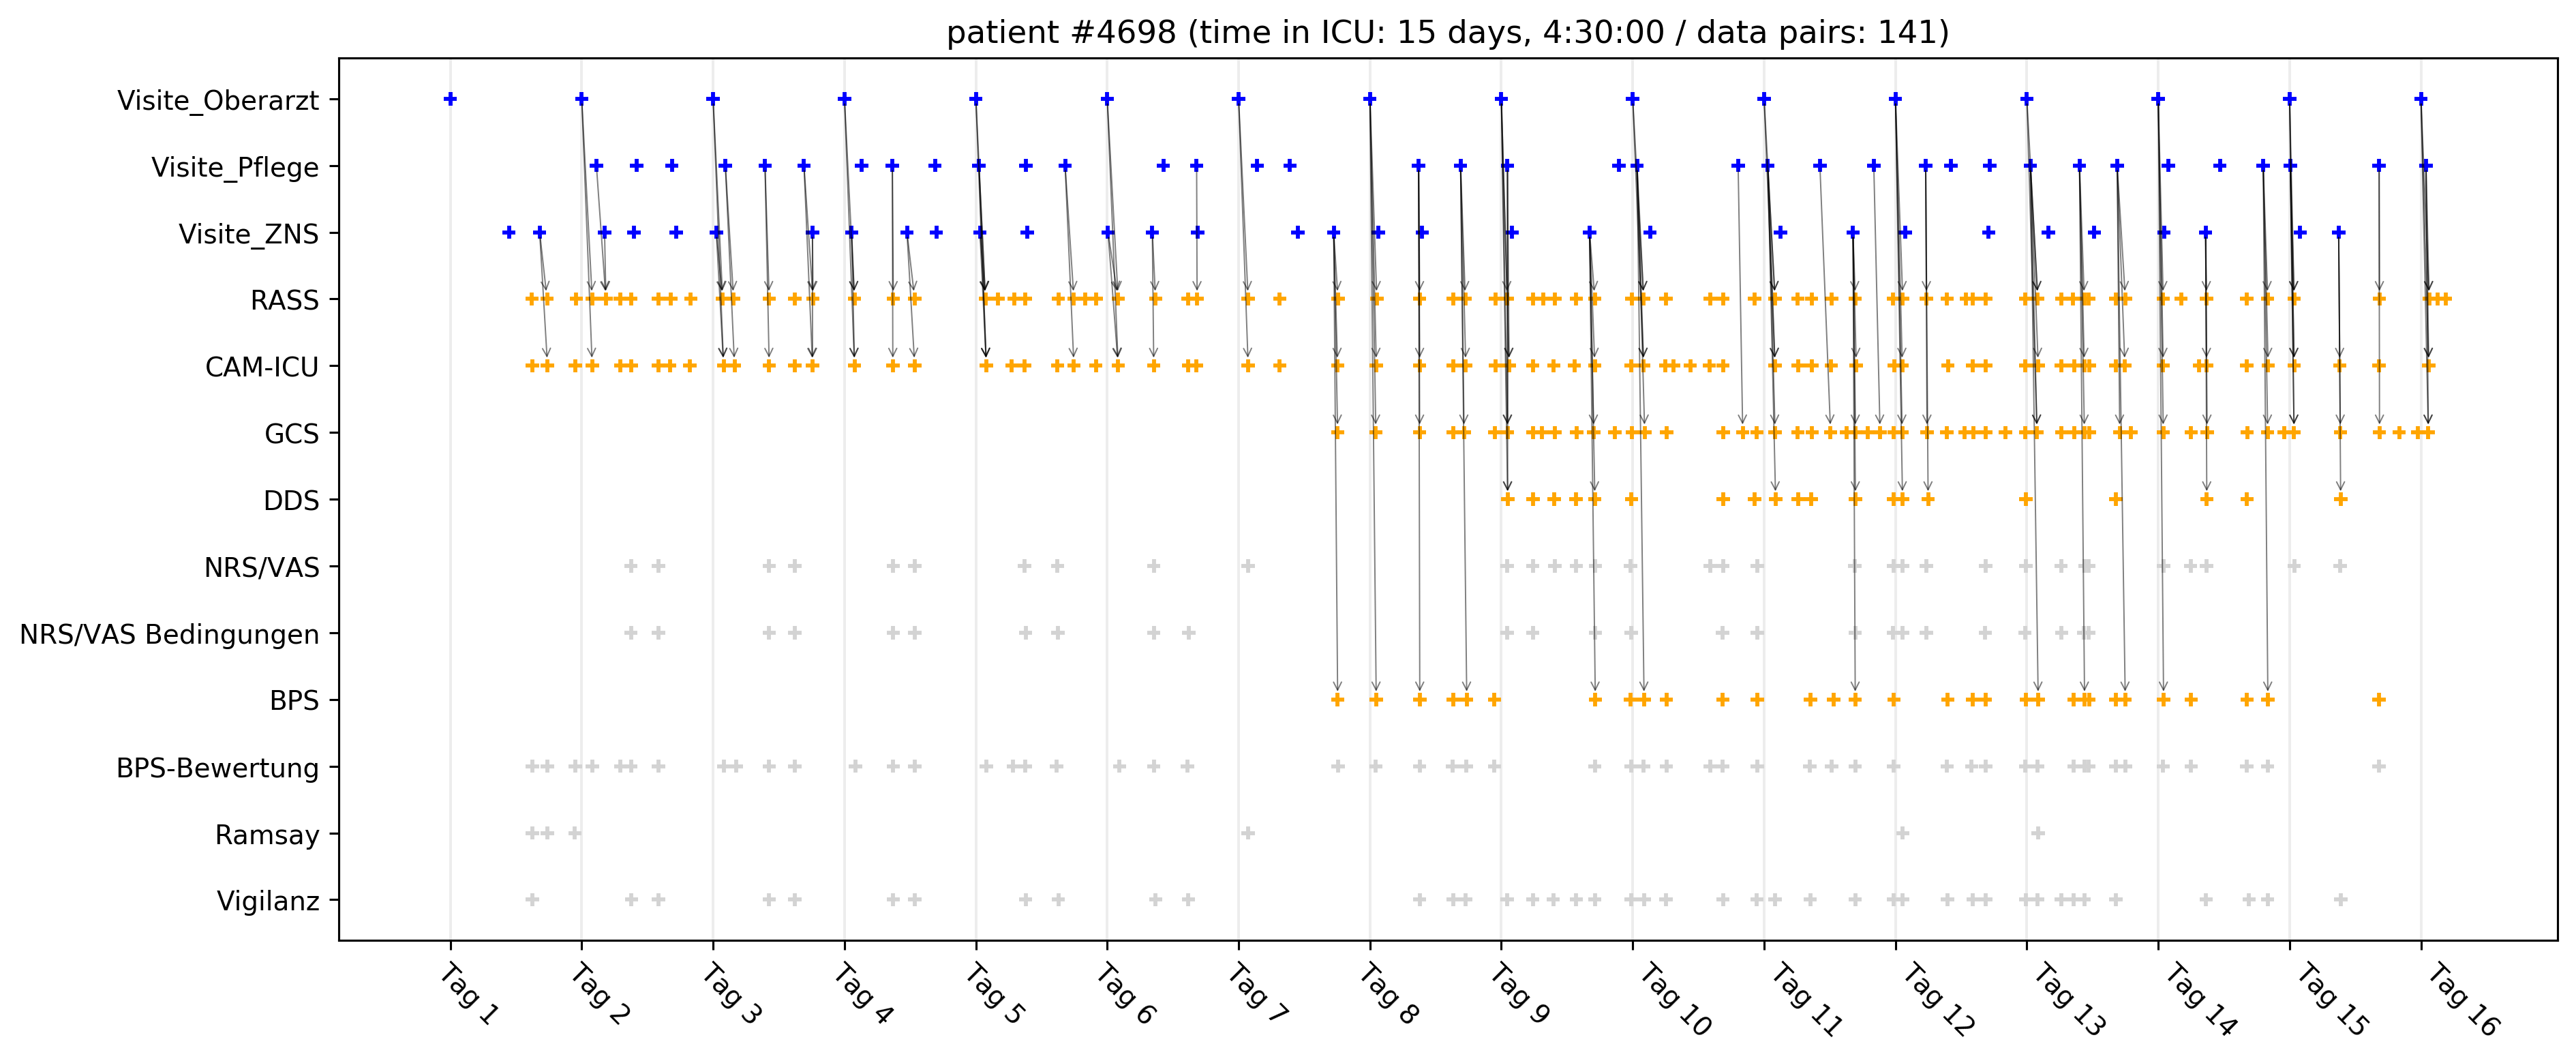 patient #4698 (time in ICU: 15 days, 4:30:00 / data pairs: 141)
Visite_Oberarzt
Visite_Pflege
Visite_ZNS
RASS
CAM-ICU
GCS
DDS
NRS/VAS
NRS/VAS Bedingungen
BPS
BPS-Bewertung
Ramsay
Vigilanz
Tag 1
Tag 2
Tag 3
Tag 4
Tag 5
Tag 6
Tag 7
Tag 8
Tag 9
Tag 10
Tag 11
Tag 12
Tag 13
Tag 14
Tag 15
Tag 16